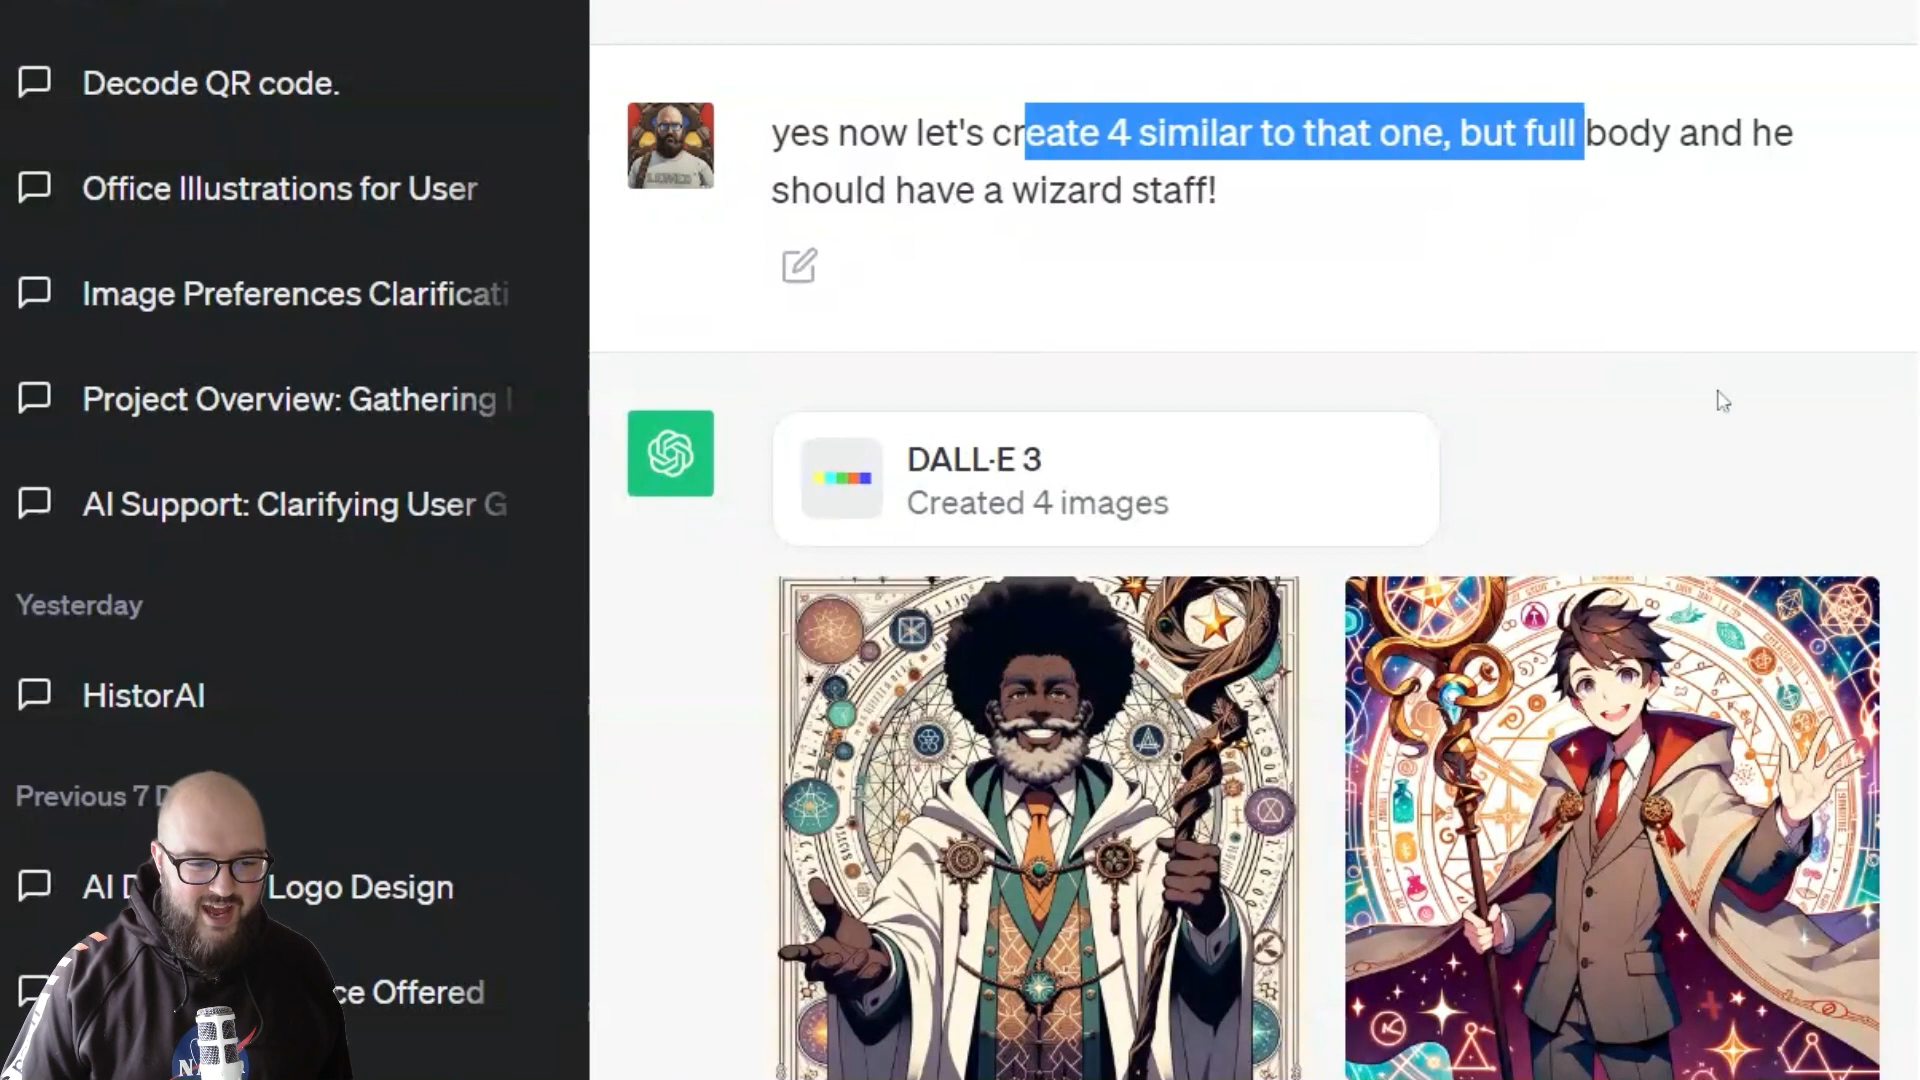 Decode QR code.
Office Illustrations for User
Image Preferences Clarificati
Project Overview: Gathering
AI Support: Clarifying User G
Yesterday
HistorAI
Previous 7 D
AI D
Logo Design
ce Offered
yes now let's create 4 similar to that one, but full body and he
should have a wizard staff!
DALL·E 3
Created 4 images